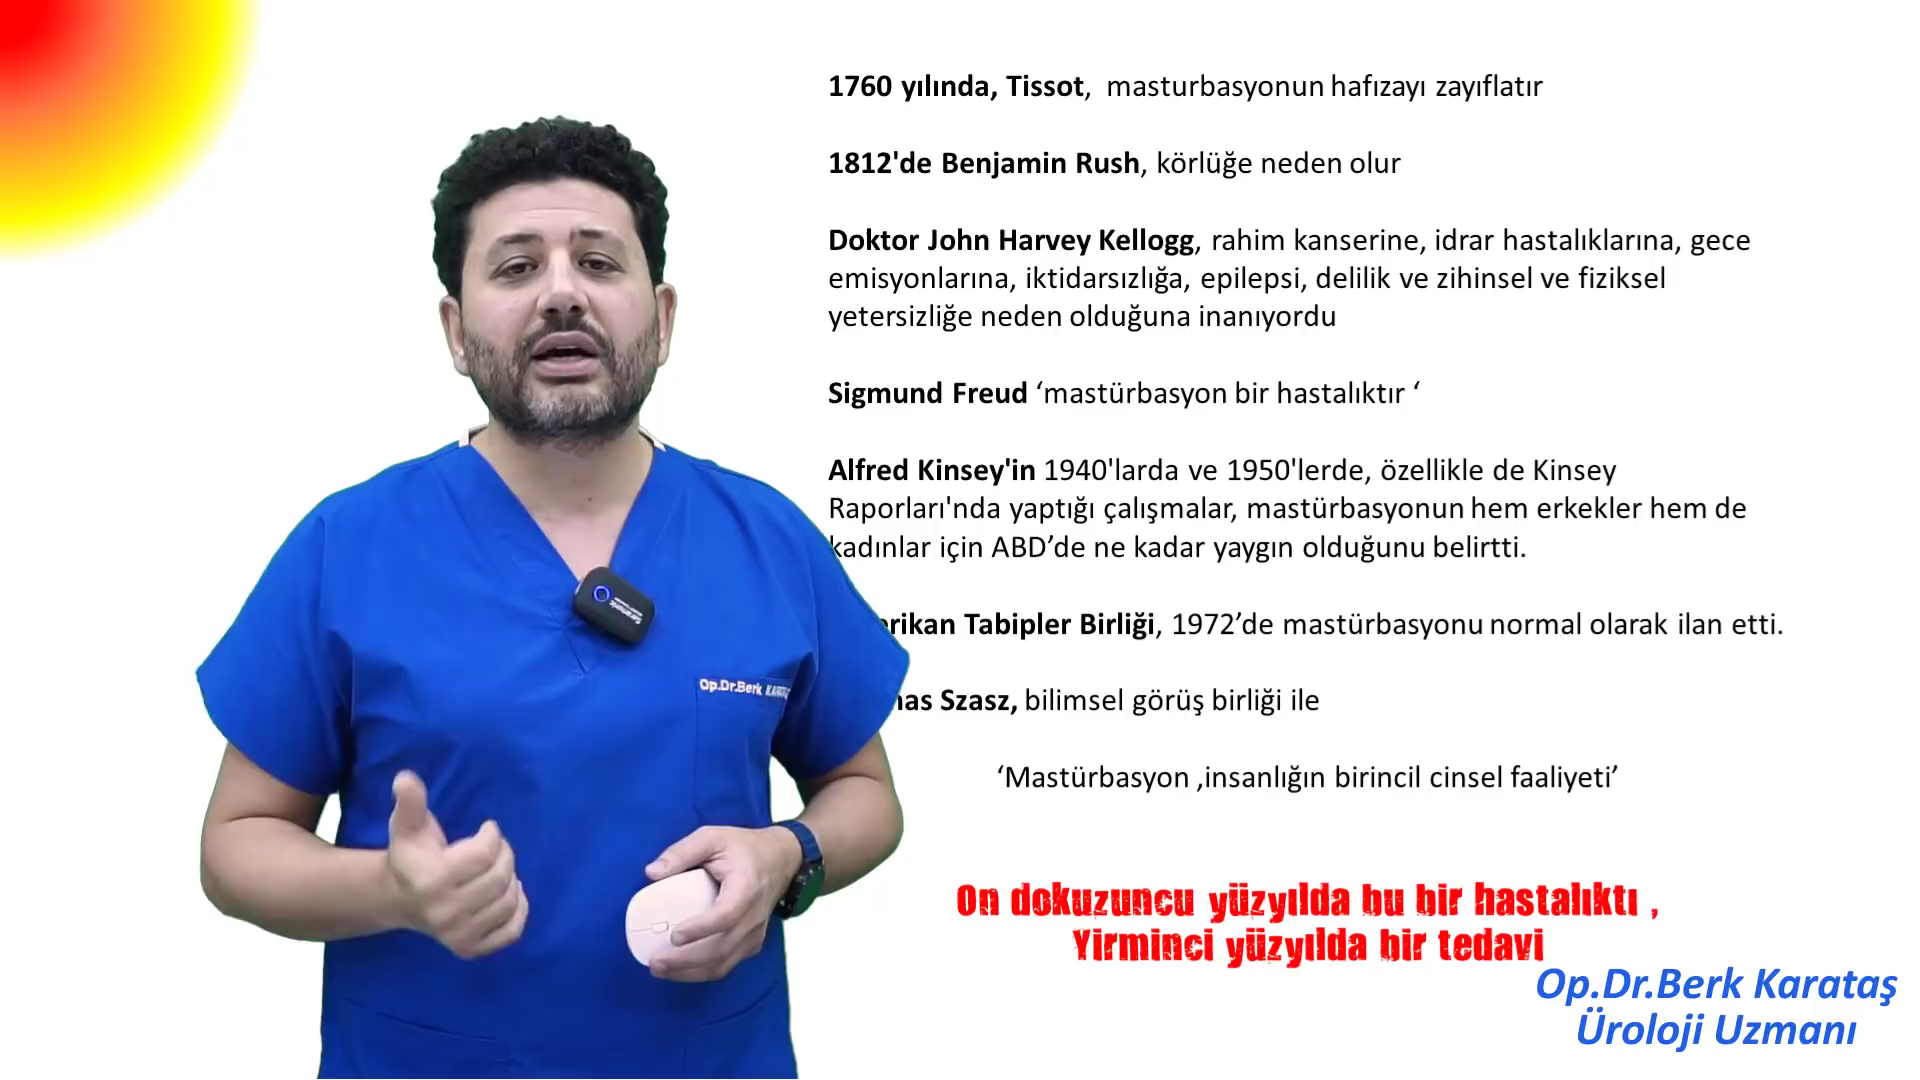 1760 yılında, Tissot, masturbasyonun hafızayı zayıflatır
1812'de Benjamin Rush, körlüğe neden olur
Doktor John Harvey Kellogg, rahim kanserine, idrar hastalıklarına, gece
emisyonlarına, iktidarsızlığa, epilepsi, delilik ve zihinsel ve fiziksel
yetersizliğe neden olduğuna inanıyordu
Sigmund Freud ‘mastürbasyon bir hastalıktır ‘
Alfred Kinsey'in 1940'larda ve 1950'lerde, özellikle de Kinsey
Raporları'nda yaptığı çalışmalar, mastürbasyonun hem erkekler hem de
kadınlar için ABD’de ne kadar yaygın olduğunu belirtti.
Tabipler Birliği, 1972’de mastürbasyonu normal olarak ilan etti.
Op.Dr.Berk
Szasz, bilimsel görüş birliği ile
‘Mastürbasyon ,insanlığın birincil cinsel faaliyeti’
On dokuzuncu yüzyılda bu bir hastalıktı ,
Yirminci yüzyılda bir tedavi
Op.Dr.Berk Karataş
Üroloji Uzmanı